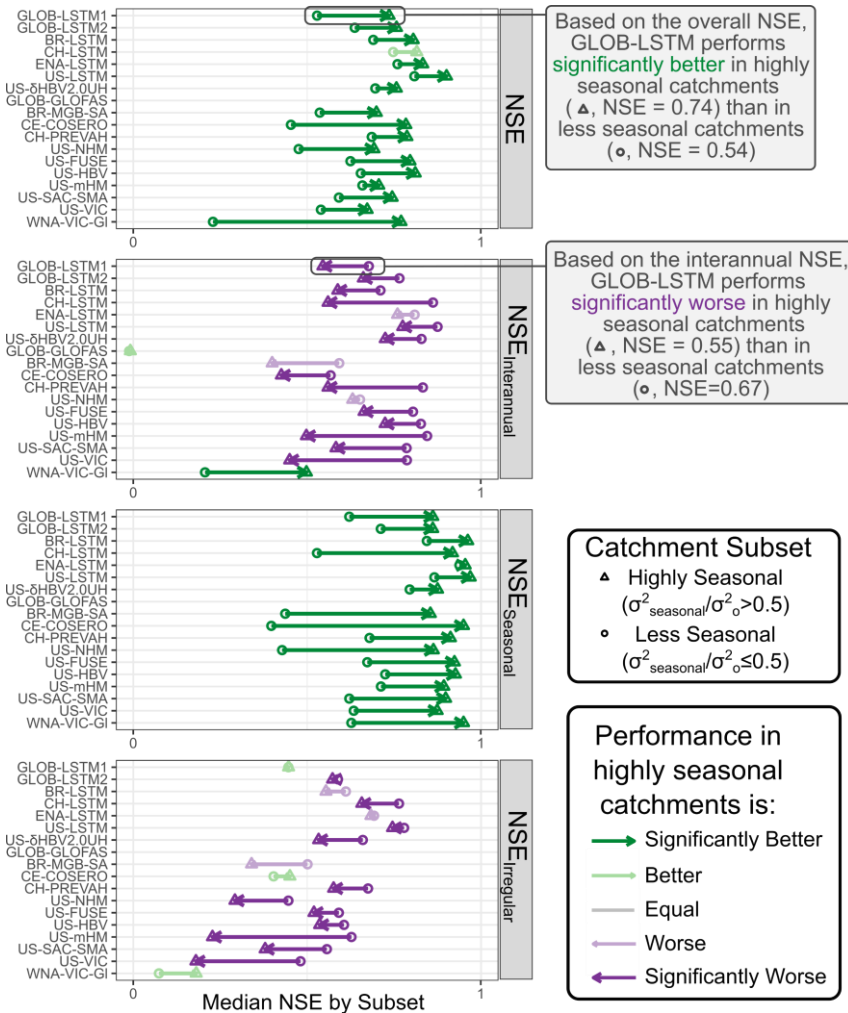 GLOB-LSTM1
GLOB-LSTM2
BR-LSTM
CH-LSTM
ENA-LSTM
US-LSTM
US-δHBV2.0UH
GLOB-GLOFAS
BR-MGB-SA
CE-COSERO
CH-PREVAH
US-NHM
US-FUSE
US-HBV
US-mHM
US-SAC-SMA
US-VIC
WNA-VIC-Gl
0
1
NSE
Based on the overall NSE,
GLOB-LSTM performs
significantly better in highly
seasonal catchments
(△, NSE = 0.74) than in
less seasonal catchments
(o, NSE = 0.54)
GLOB-LSTM1
GLOB-LSTM2
BR-LSTM
CH-LSTM
ENA-LSTM
US-LSTM
US-δHBV2.0UH
GLOB-GLOFAS
BR-MGB-SA
CE-COSERO
CH-PREVAH
US-NHM
US-FUSE
US-HBV
US-mHM
US-SAC-SMA
US-VIC
WNA-VIC-Gl
0
1
NSE Interannual
Based on the interannual NSE,
GLOB-LSTM performs
significantly worse in highly
seasonal catchments
(△, NSE = 0.55) than in
less seasonal catchments
(o, NSE=0.67)
GLOB-LSTM1
GLOB-LSTM2
BR-LSTM
CH-LSTM
ENA-LSTM
US-LSTM
US-δHBV2.0UH
GLOB-GLOFAS
BR-MGB-SA
CE-COSERO
CH-PREVAH
US-NHM
US-FUSE
US-HBV
US-mHM
US-SAC-SMA
US-VIC
WNA-VIC-Gl
0
1
NSE Seasonal
Catchment Subset
△ Highly Seasonal
(σ²seasonal/σ²o>0.5)
o Less Seasonal
(σ²seasonal/σ²o≤0.5)
GLOB-LSTM1
GLOB-LSTM2
BR-LSTM
CH-LSTM
ENA-LSTM
US-LSTM
US-δHBV2.0UH
GLOB-GLOFAS
BR-MGB-SA
CE-COSERO
CH-PREVAH
US-NHM
US-FUSE
US-HBV
US-mHM
US-SAC-SMA
US-VIC
WNA-VIC-Gl
0
1
NSE Irregular
Median NSE by Subset
Performance in
highly seasonal
catchments is:
Significantly Better
Better
Equal
Worse
Significantly Worse